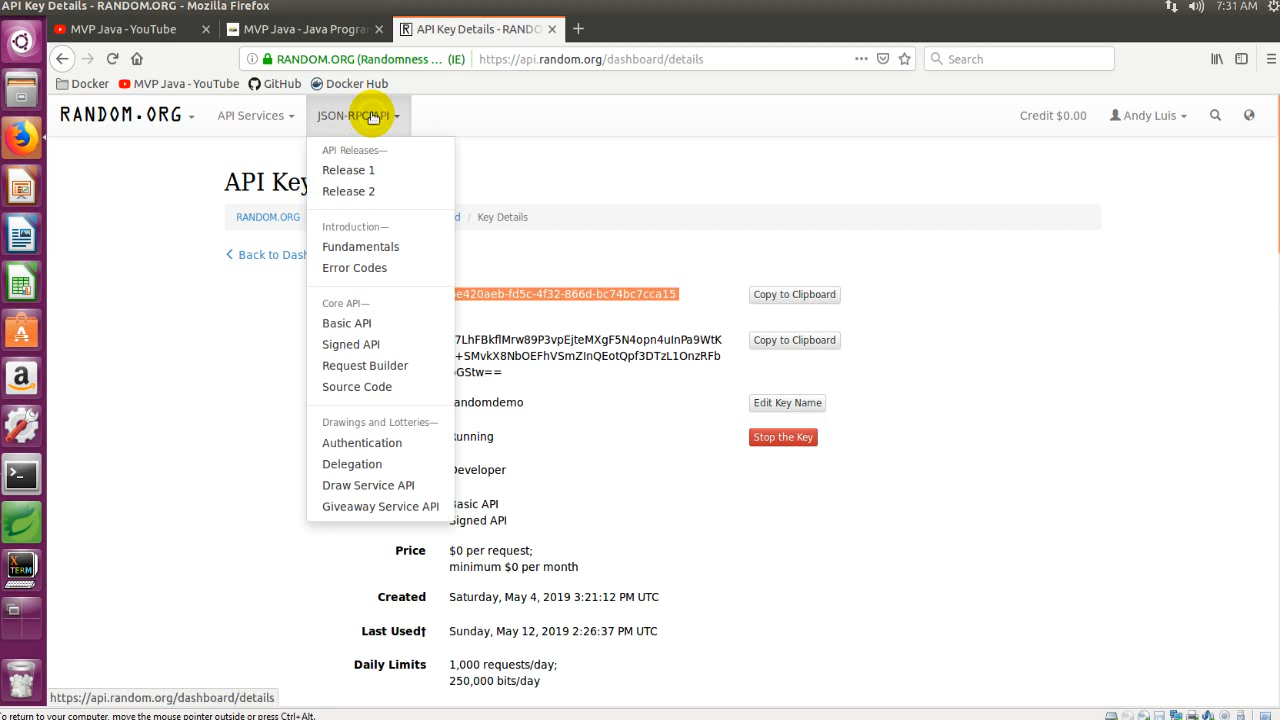 API Key Details - RANDOM.ORG - Mozilla Firefox
7:31 AM
MVP Java - YouTube
MVP Java - Java Progra
API Key Details - RANDO
RANDOM.ORG (Randomness ... (IE)
https://api.random.org/dashboard/details
Search
Docker
MVP Java - YouTube
GitHub
Docker Hub
RANDOM.ORG
API Services
JSON-RPC API
Credit $0.00
Andy Luis
API Releases—
Release 1
Release 2
Introduction—
Fundamentals
Error Codes
Core API—
Basic API
Signed API
Request Builder
Source Code
Drawings and Lotteries—
Authentication
Delegation
Draw Service API
Giveaway Service API
API Key
RANDOM.ORG
d
Key Details
Back to Dash
e420aeb-fd5c-4f32-866d-bc74bc7cca15
Copy to Clipboard
7LhFBkflMrw89P3vpEjteMXgF5N4opn4uInPa9WtK
+SMvkX8NbOEFhVSmZInQEotQpf3DTzL1OnzRFb
GStw==
Copy to Clipboard
randomdemo
Edit Key Name
Running
Stop the Key
Developer
Basic API
Signed API
Price
$0 per request;
minimum $0 per month
Created
Saturday, May 4, 2019 3:21:12 PM UTC
Last Used†
Sunday, May 12, 2019 2:26:37 PM UTC
Daily Limits
1,000 requests/day;
250,000 bits/day
https://api.random.org/dashboard/details
To return to your computer, move the mouse pointer outside or press Ctrl+Alt.
XTERM